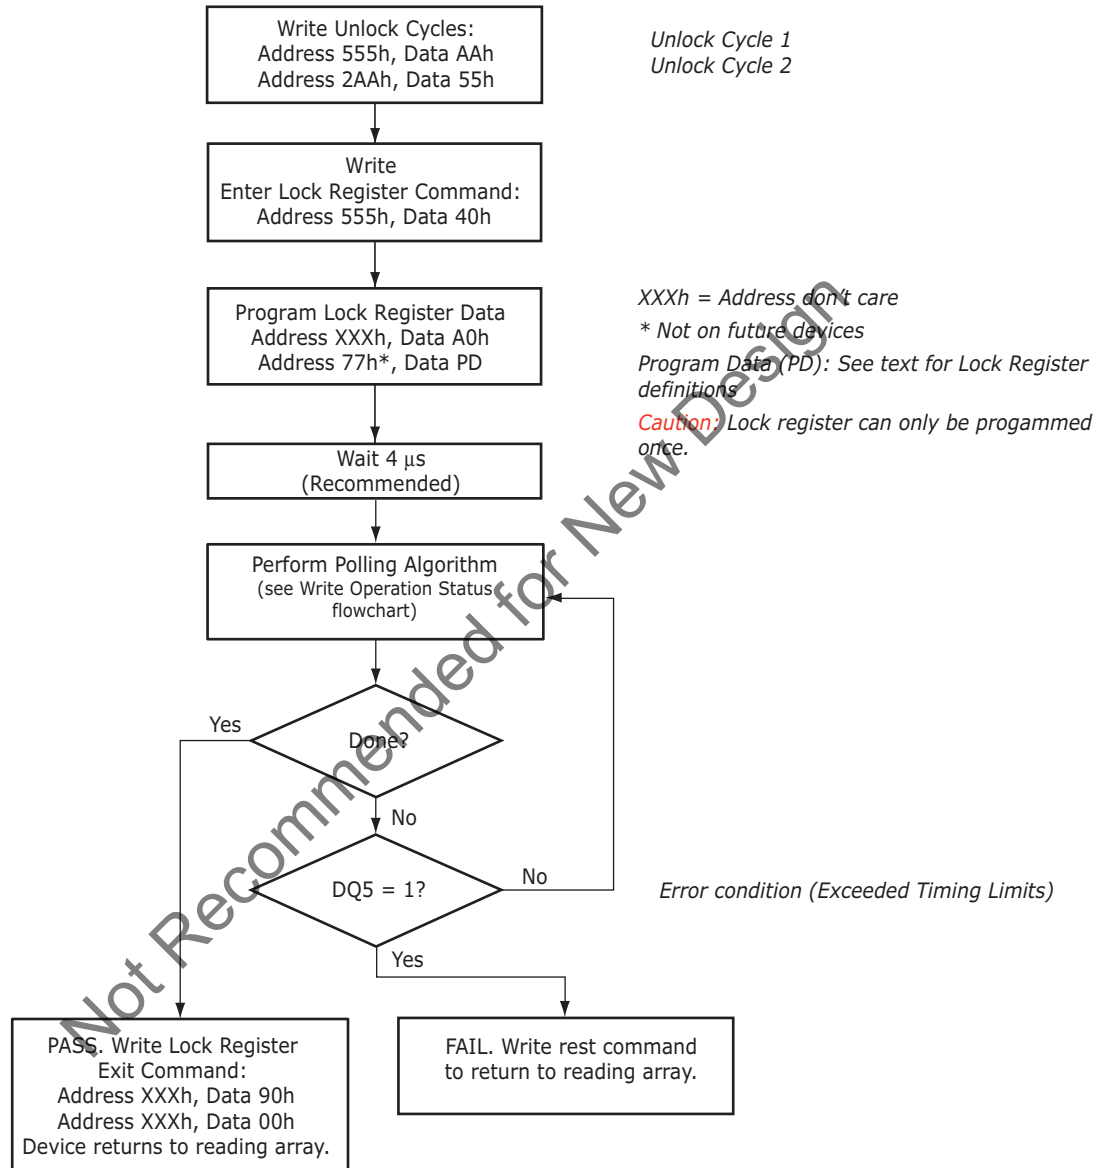 Write Unlock Cycles:
Address 555h, Data AAh
Address 2AAh, Data 55h
Unlock Cycle 1
Unlock Cycle 2
Write
Enter Lock Register Command:
Address 555h, Data 40h
Program Lock Register Data
Address XXXh, Data A0h
Address 77h*, Data PD
XXXh = Address don't care
* Not on future devices
Program Data (PD): See text for Lock Register
definitions
Caution: Lock register can only be progammed
once.
Wait 4 μs
(Recommended)
Perform Polling Algorithm
(see Write Operation Status
flowchart)
Yes
Done?
No
DQ5 = 1?
No
Error condition (Exceeded Timing Limits)
Yes
PASS. Write Lock Register
Exit Command:
Address XXXh, Data 90h
Address XXXh, Data 00h
Device returns to reading array.
FAIL. Write rest command
to return to reading array.
Not Recommended for New Design